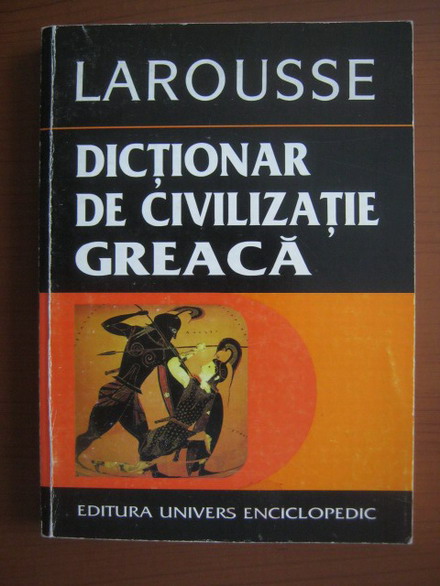 LAROUSSE
DICȚIONAR
DE CIVILIZAȚIE
GREACĂ
EDITURA UNIVERS ENCICLOPEDIC